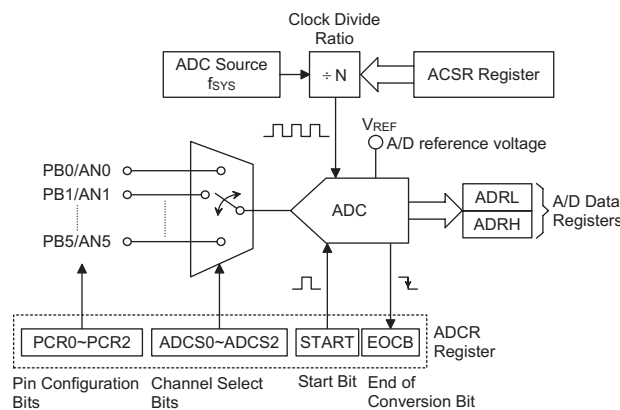 Clock Divide
Ratio
ADC Source
fSYS
÷ N
ACSR Register
VREF
A/D reference voltage
PB0/AN0
PB1/AN1
PB5/AN5
ADC
ADRL
ADRH
A/D Data
Registers
PCR0~PCR2
ADCS0~ADCS2
START
EOCB
ADCR
Register
Pin Configuration
Bits
Channel Select
Bits
Start Bit
End of
Conversion Bit